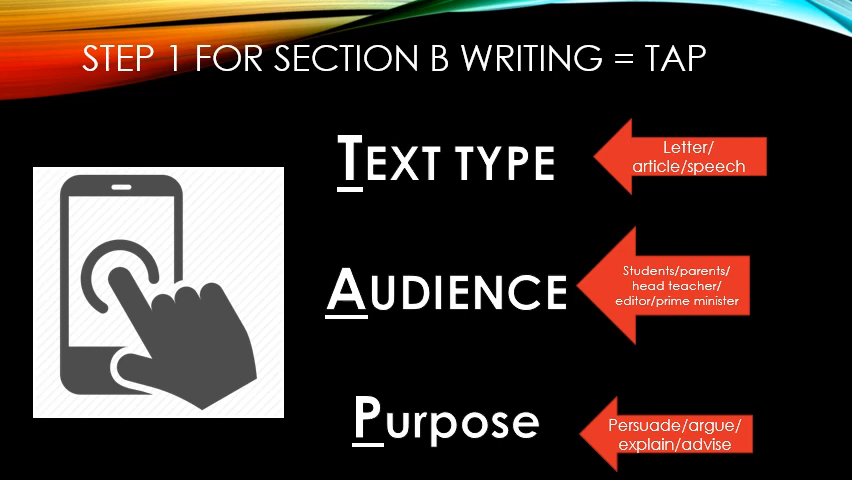 STEP 1 FOR SECTION B WRITING = TAP
TEXT TYPE
Letter/
article/speech
AUDIENCE
Students/parents/
head teacher/
editor/prime minister
Purpose
Persuade/argue/
explain/advise